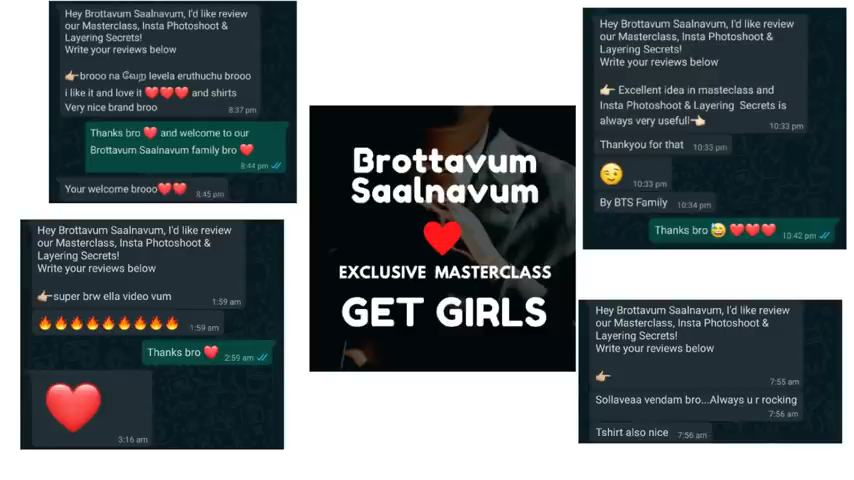 Hey Brottavum Saalnavum, I'd like review
our Masterclass, Insta Photoshoot &
Layering Secrets!
Write your reviews below
👉🏼brooo na வேற levela eruthuchu brooo
i like it and love it ❤️❤️❤️ and shirts
Very nice brand broo
8:37 pm
Thanks bro ❤️ and welcome to our
Brottavum Saalnavum family bro ❤️
8:44 pm
Your welcome brooo❤️❤️ 8:45 pm
Hey Brottavum Saalnavum, I'd like review
our Masterclass, Insta Photoshoot &
Layering Secrets!
Write your reviews below
👉🏼super brw ella video vum
1:59 am
🔥🔥🔥🔥🔥🔥🔥🔥🔥 1:59 am
Thanks bro ❤️ 2:59 am
❤️
3:16 am
Brottavum
Saalnavum
❤️
EXCLUSIVE MASTERCLASS
GET GIRLS
Hey Brottavum Saalnavum, I'd like review
our Masterclass, Insta Photoshoot &
Layering Secrets!
Write your reviews below
👉🏼 Excellent idea in masteclass and
Insta Photoshoot & Layering Secrets is
always very usefull👈🏼
10:33 pm
Thankyou for that 10:33 pm
😉 10:33 pm
By BTS Family 10:34 pm
Thanks bro 😅 ❤️❤️❤️ 10:42 pm
Hey Brottavum Saalnavum, I'd like review
our Masterclass, Insta Photoshoot &
Layering Secrets!
Write your reviews below
👉🏼
7:55 am
Sollaveaa vendam bro...Always u r rocking
7:56 am
Tshirt also nice 7:56 am